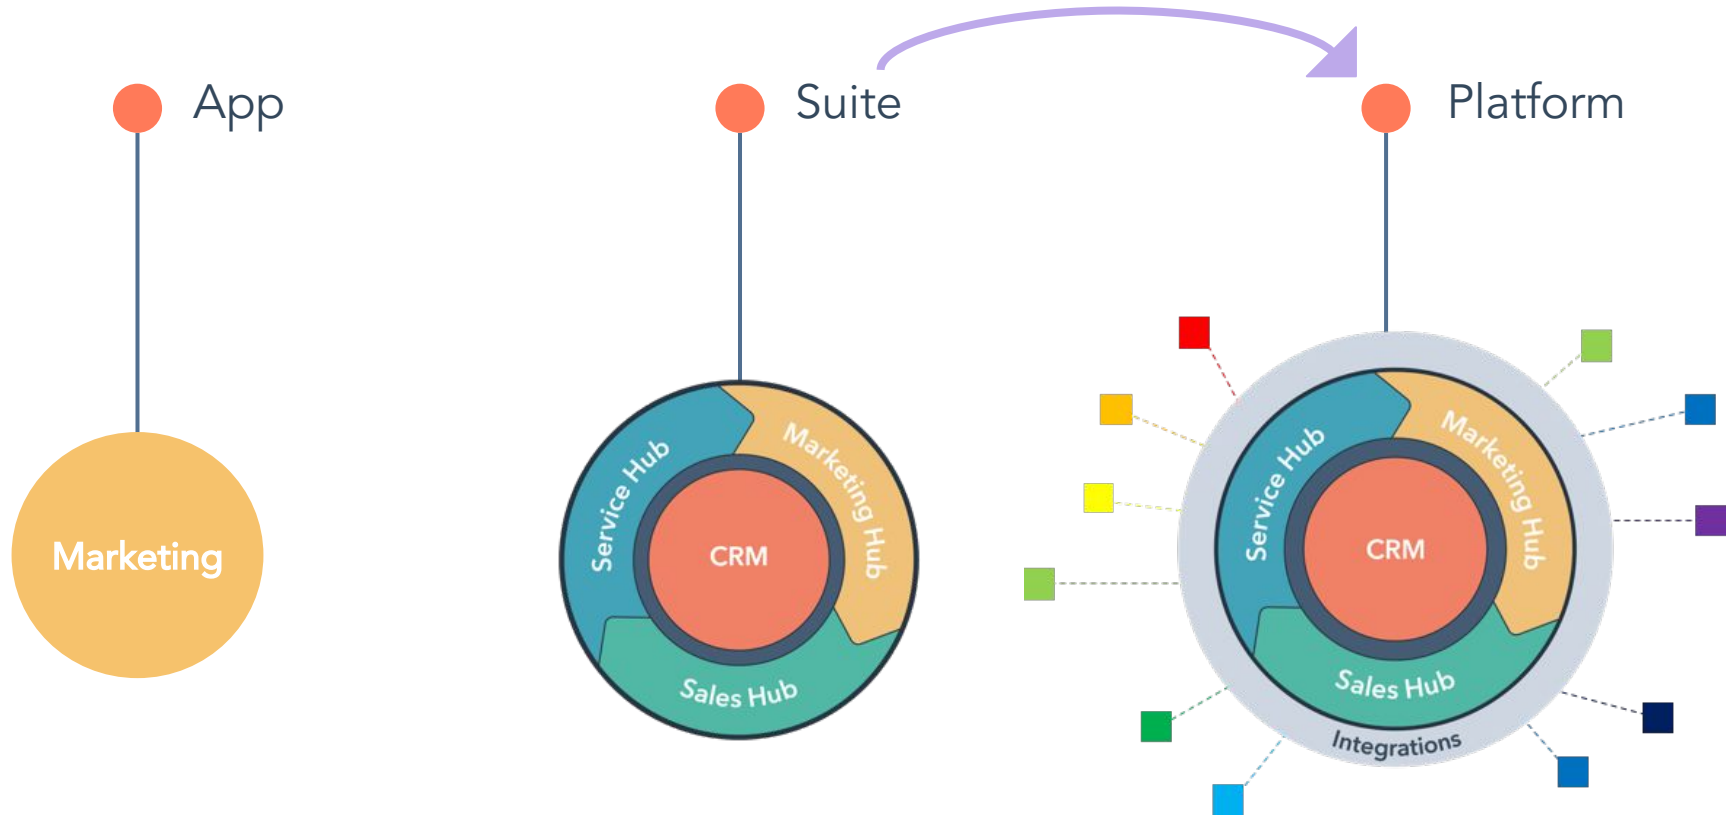 App
Suite
Platform
Marketing
Service Hub
Marketing Hub
CRM
Sales Hub
Service Hub
Marketing Hub
CRM
Sales Hub
Integrations